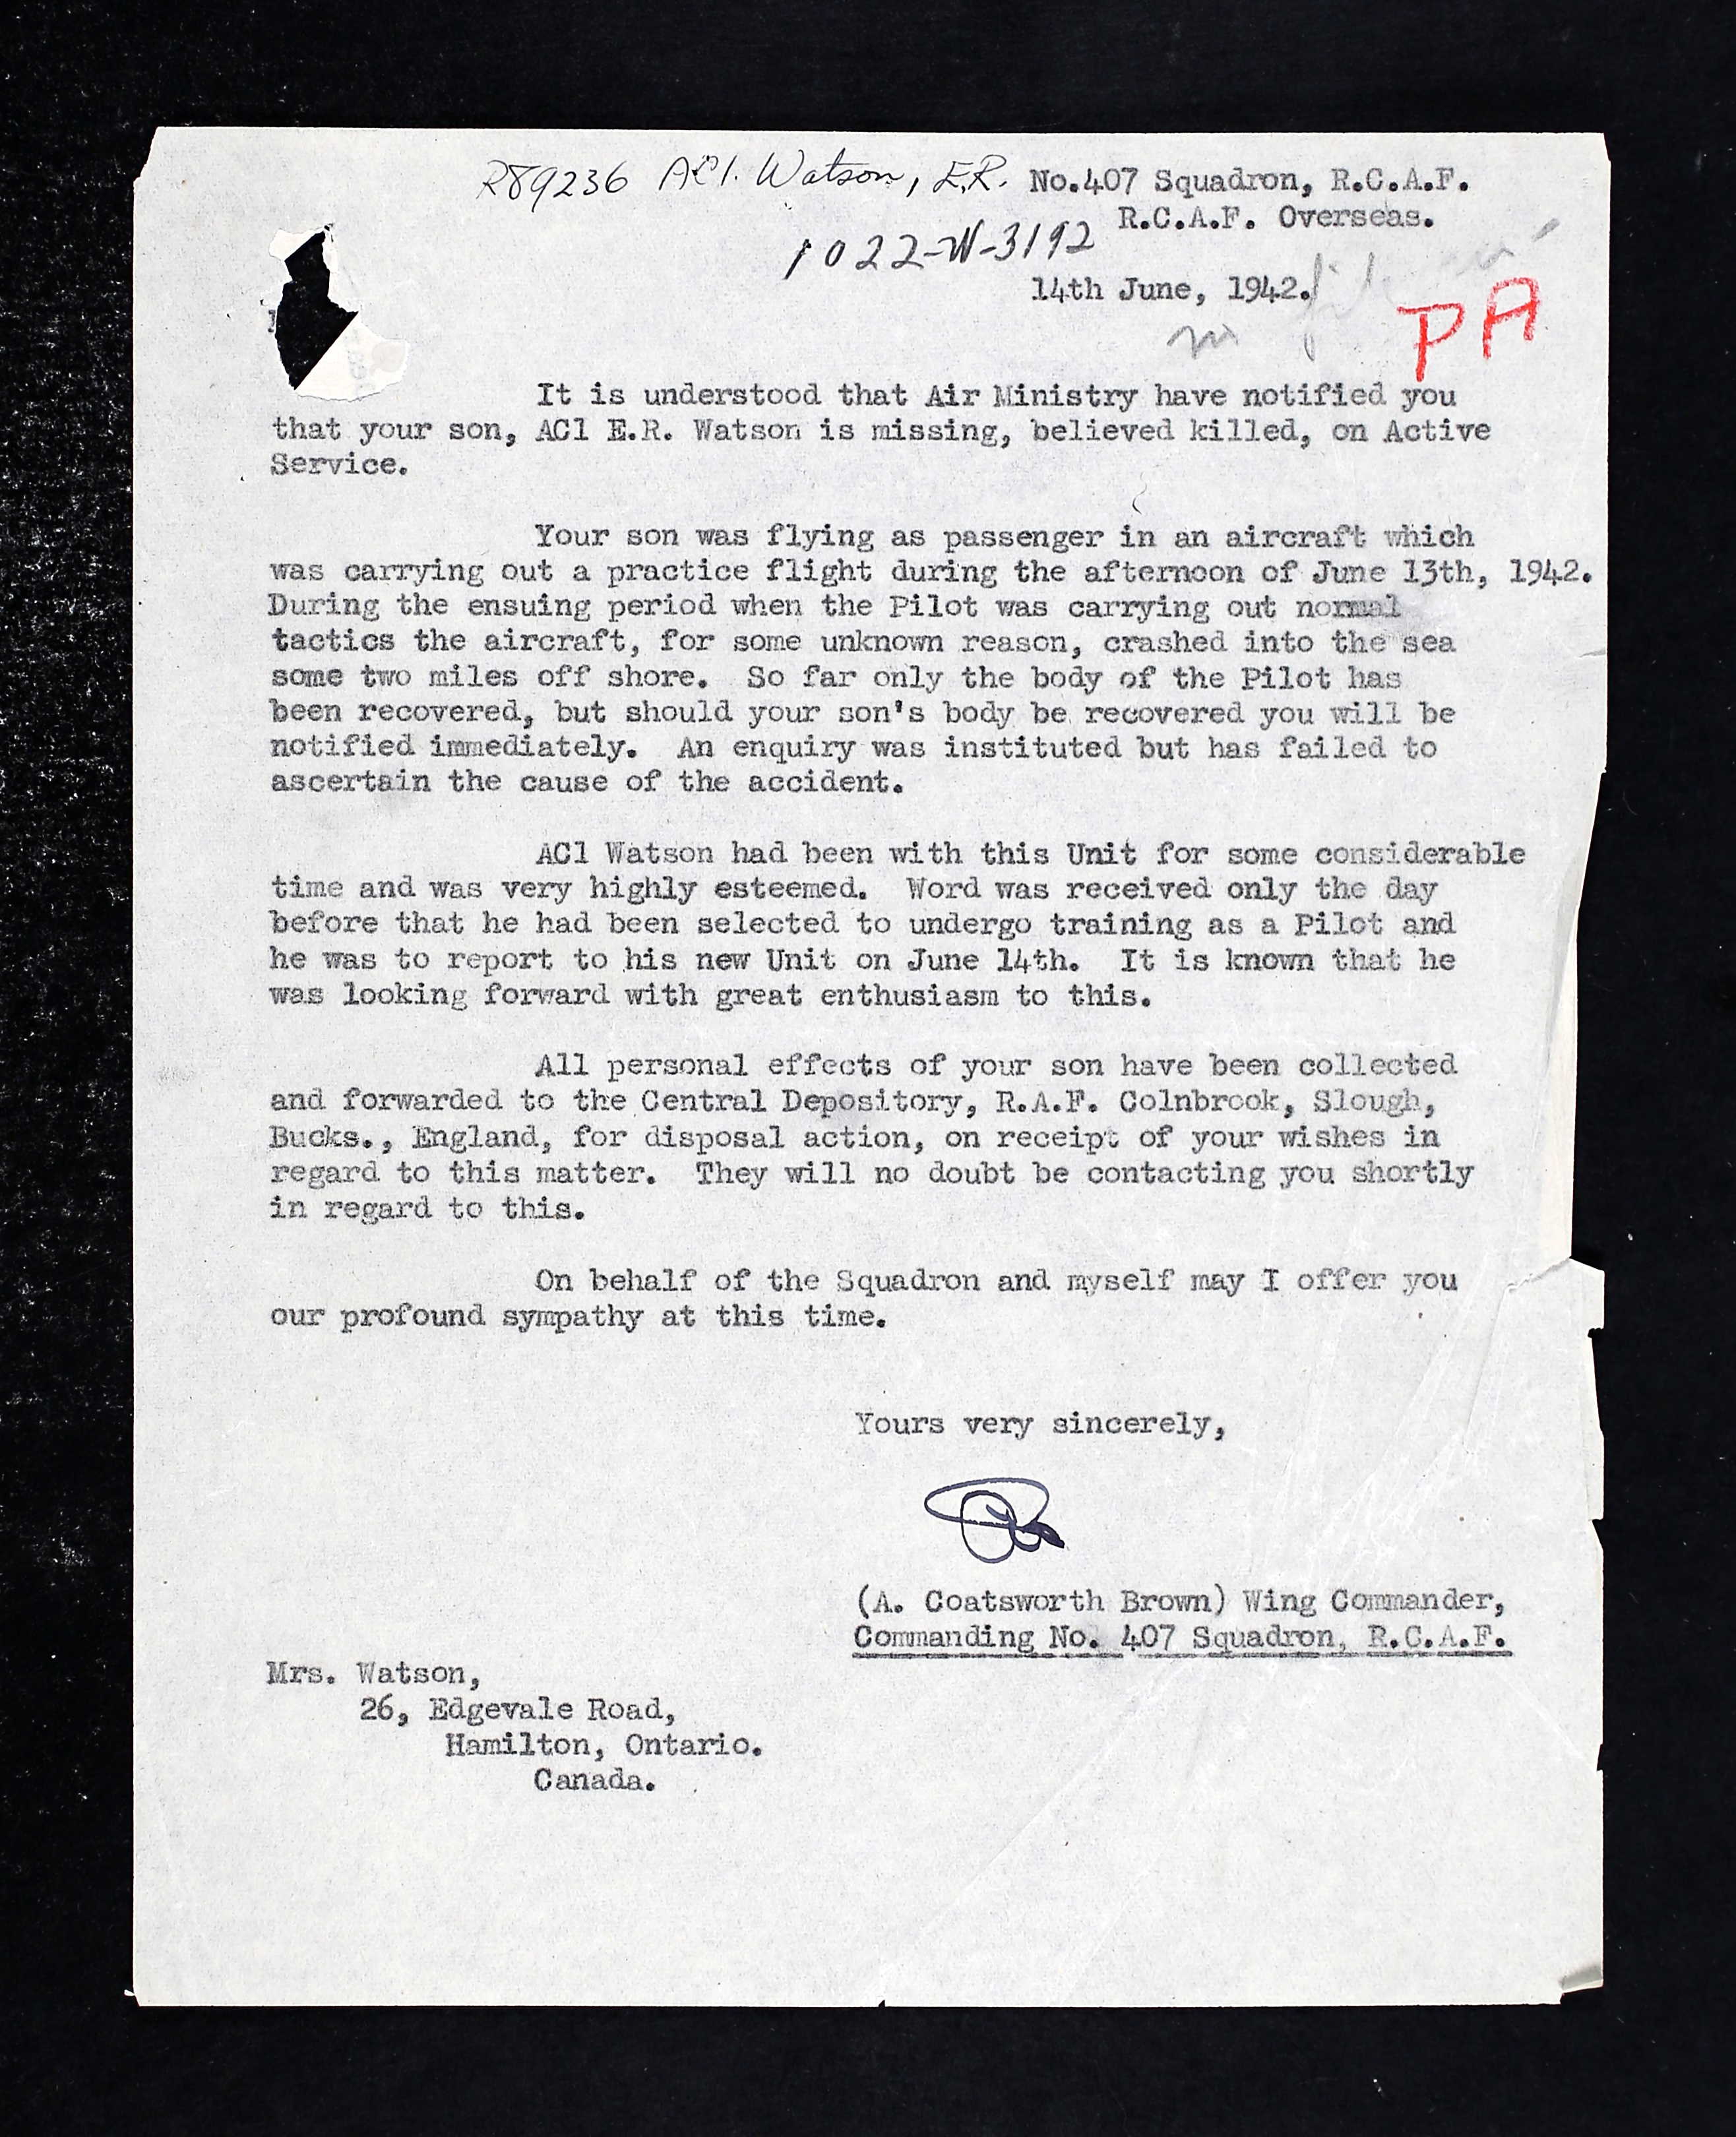 R89236 AC1. Watson, E.R. No.407 Squadron, R.C.A.F.
R.C.A.F. Overseas.
1022-W-3192
14th June, 1942.
PA
It is understood that Air Ministry have notified you
that your son, AC1 E.R. Watson is missing, believed killed, on Active
Service.
Your son was flying as passenger in an aircraft which
was carrying out a practice flight during the afternoon of June 13th, 1942.
During the ensuing period when the Pilot was carrying out normal
tactics the aircraft, for some unknown reason, crashed into the sea
some two miles off shore. So far only the body of the Pilot has
been recovered, but should your son's body be recovered you will be
notified immediately. An enquiry was instituted but has failed to
ascertain the cause of the accident.
AC1 Watson had been with this Unit for some considerable
time and was very highly esteemed. Word was received only the day
before that he had been selected to undergo training as a Pilot and
he was to report to his new Unit on June 14th. It is known that he
was looking forward with great enthusiasm to this.
All personal effects of your son have been collected
and forwarded to the Central Depository, R.A.F. Colnbrook, Slough,
Bucks., England, for disposal action, on receipt of your wishes in
regard to this matter. They will no doubt be contacting you shortly
in regard to this.
On behalf of the Squadron and myself may I offer you
our profound sympathy at this time.
Yours very sincerely,
(A. Coatsworth Brown) Wing Commander,
Commanding No. 407 Squadron, R.C.A.F.
Mrs. Watson,
26, Edgevale Road,
Hamilton, Ontario.
Canada.